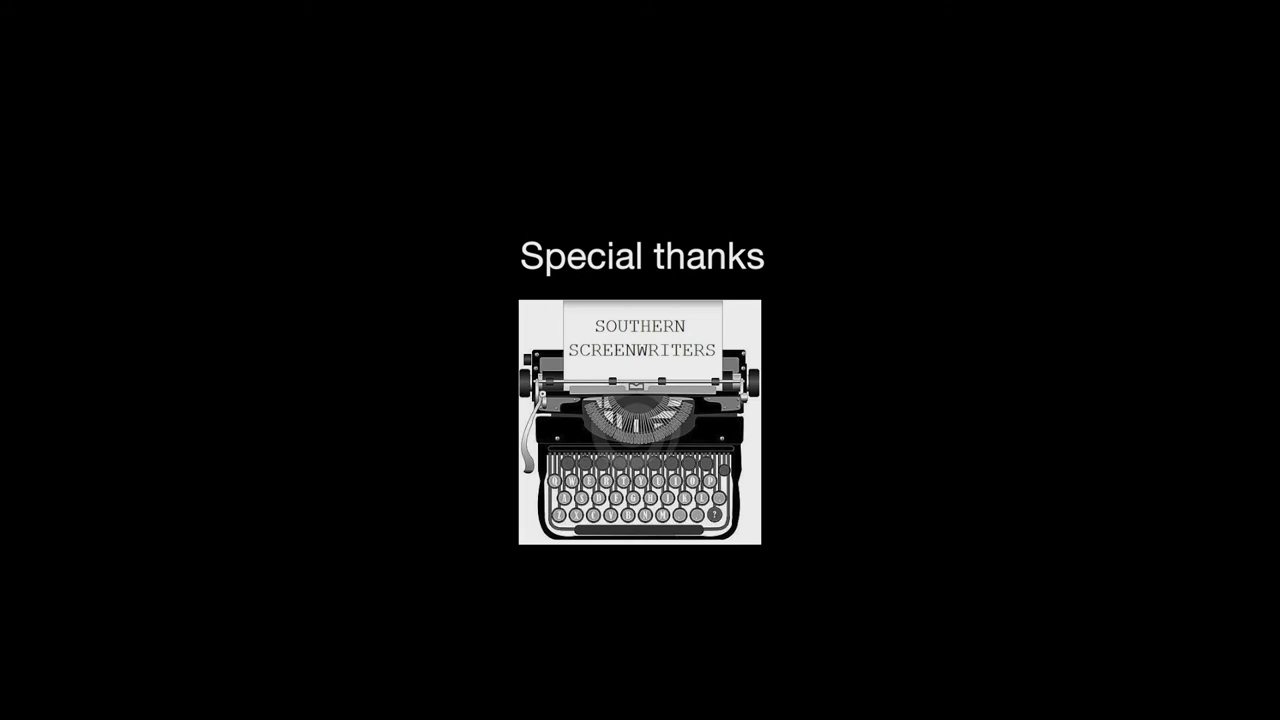 Special thanks
SOUTHERN
SCREENWRITERS
Q W E R T Y U I O P
A S D F G H J K L
Z X C V B N M ?